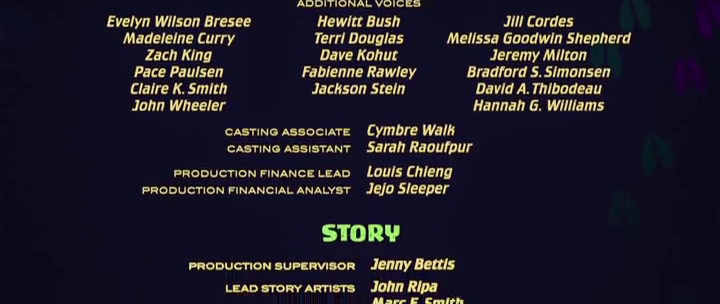 ADDITIONAL VOICES
Evelyn Wilson Bresee Hewitt Bush Jill Cordes
Madeleine Curry Terri Douglas Melissa Goodwin Shepherd
Zach King Dave Kohut Jeremy Milton
Pace Paulsen Fabienne Rawley Bradford S. Simonsen
Claire K. Smith Jackson Stein David A. Thibodeau
John Wheeler Hannah G. Williams
CASTING ASSOCIATE Cymbre Walk
CASTING ASSISTANT Sarah Raoufpur
PRODUCTION FINANCE LEAD Louis Chieng
PRODUCTION FINANCIAL ANALYST Jejo Sleeper
STORY
PRODUCTION SUPERVISOR Jenny Bettis
LEAD STORY ARTISTS John Ripa
Marc E. Smith